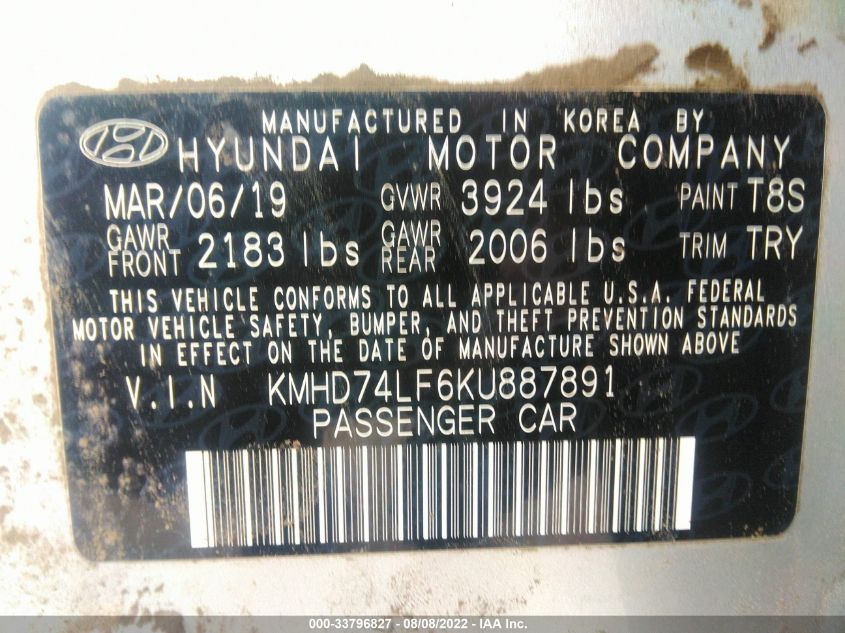 MANUFACTURED IN KOREA BY
HYUNDAI MOTOR COMPANY
MAR/06/19 GVWR 3924 lbs PAINT T8S
GAWR FRONT 2183 lbs GAWR REAR 2006 lbs TRIM TRY
THIS VEHICLE CONFORMS TO ALL APPLICABLE U.S.A. FEDERAL
MOTOR VEHICLE SAFETY, BUMPER, AND THEFT PREVENTION STANDARDS
IN EFFECT ON THE DATE OF MANUFACTURE SHOWN ABOVE
V.I.N KMHD74LF6KU887891
PASSENGER CAR
000-33796827 - 08/08/2022 - IAA Inc.